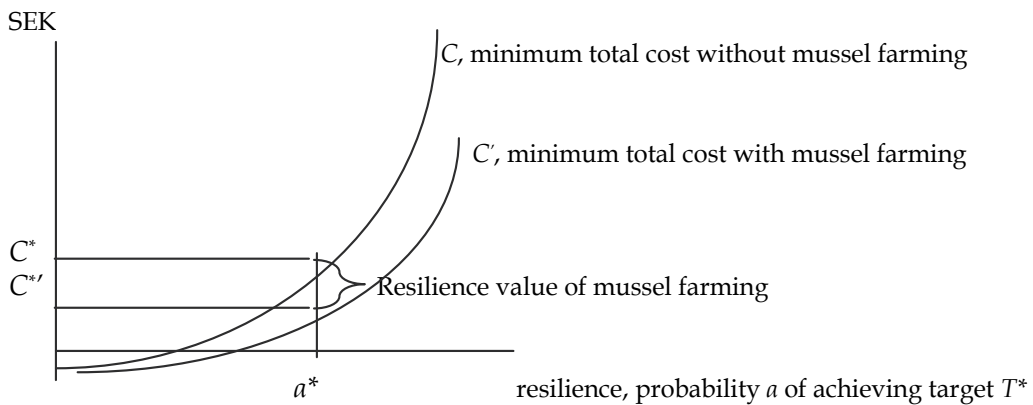 SEK
C, minimum total cost without mussel farming
C′, minimum total cost with mussel farming
C*
C*′
Resilience value of mussel farming
a*
resilience, probability a of achieving target T*